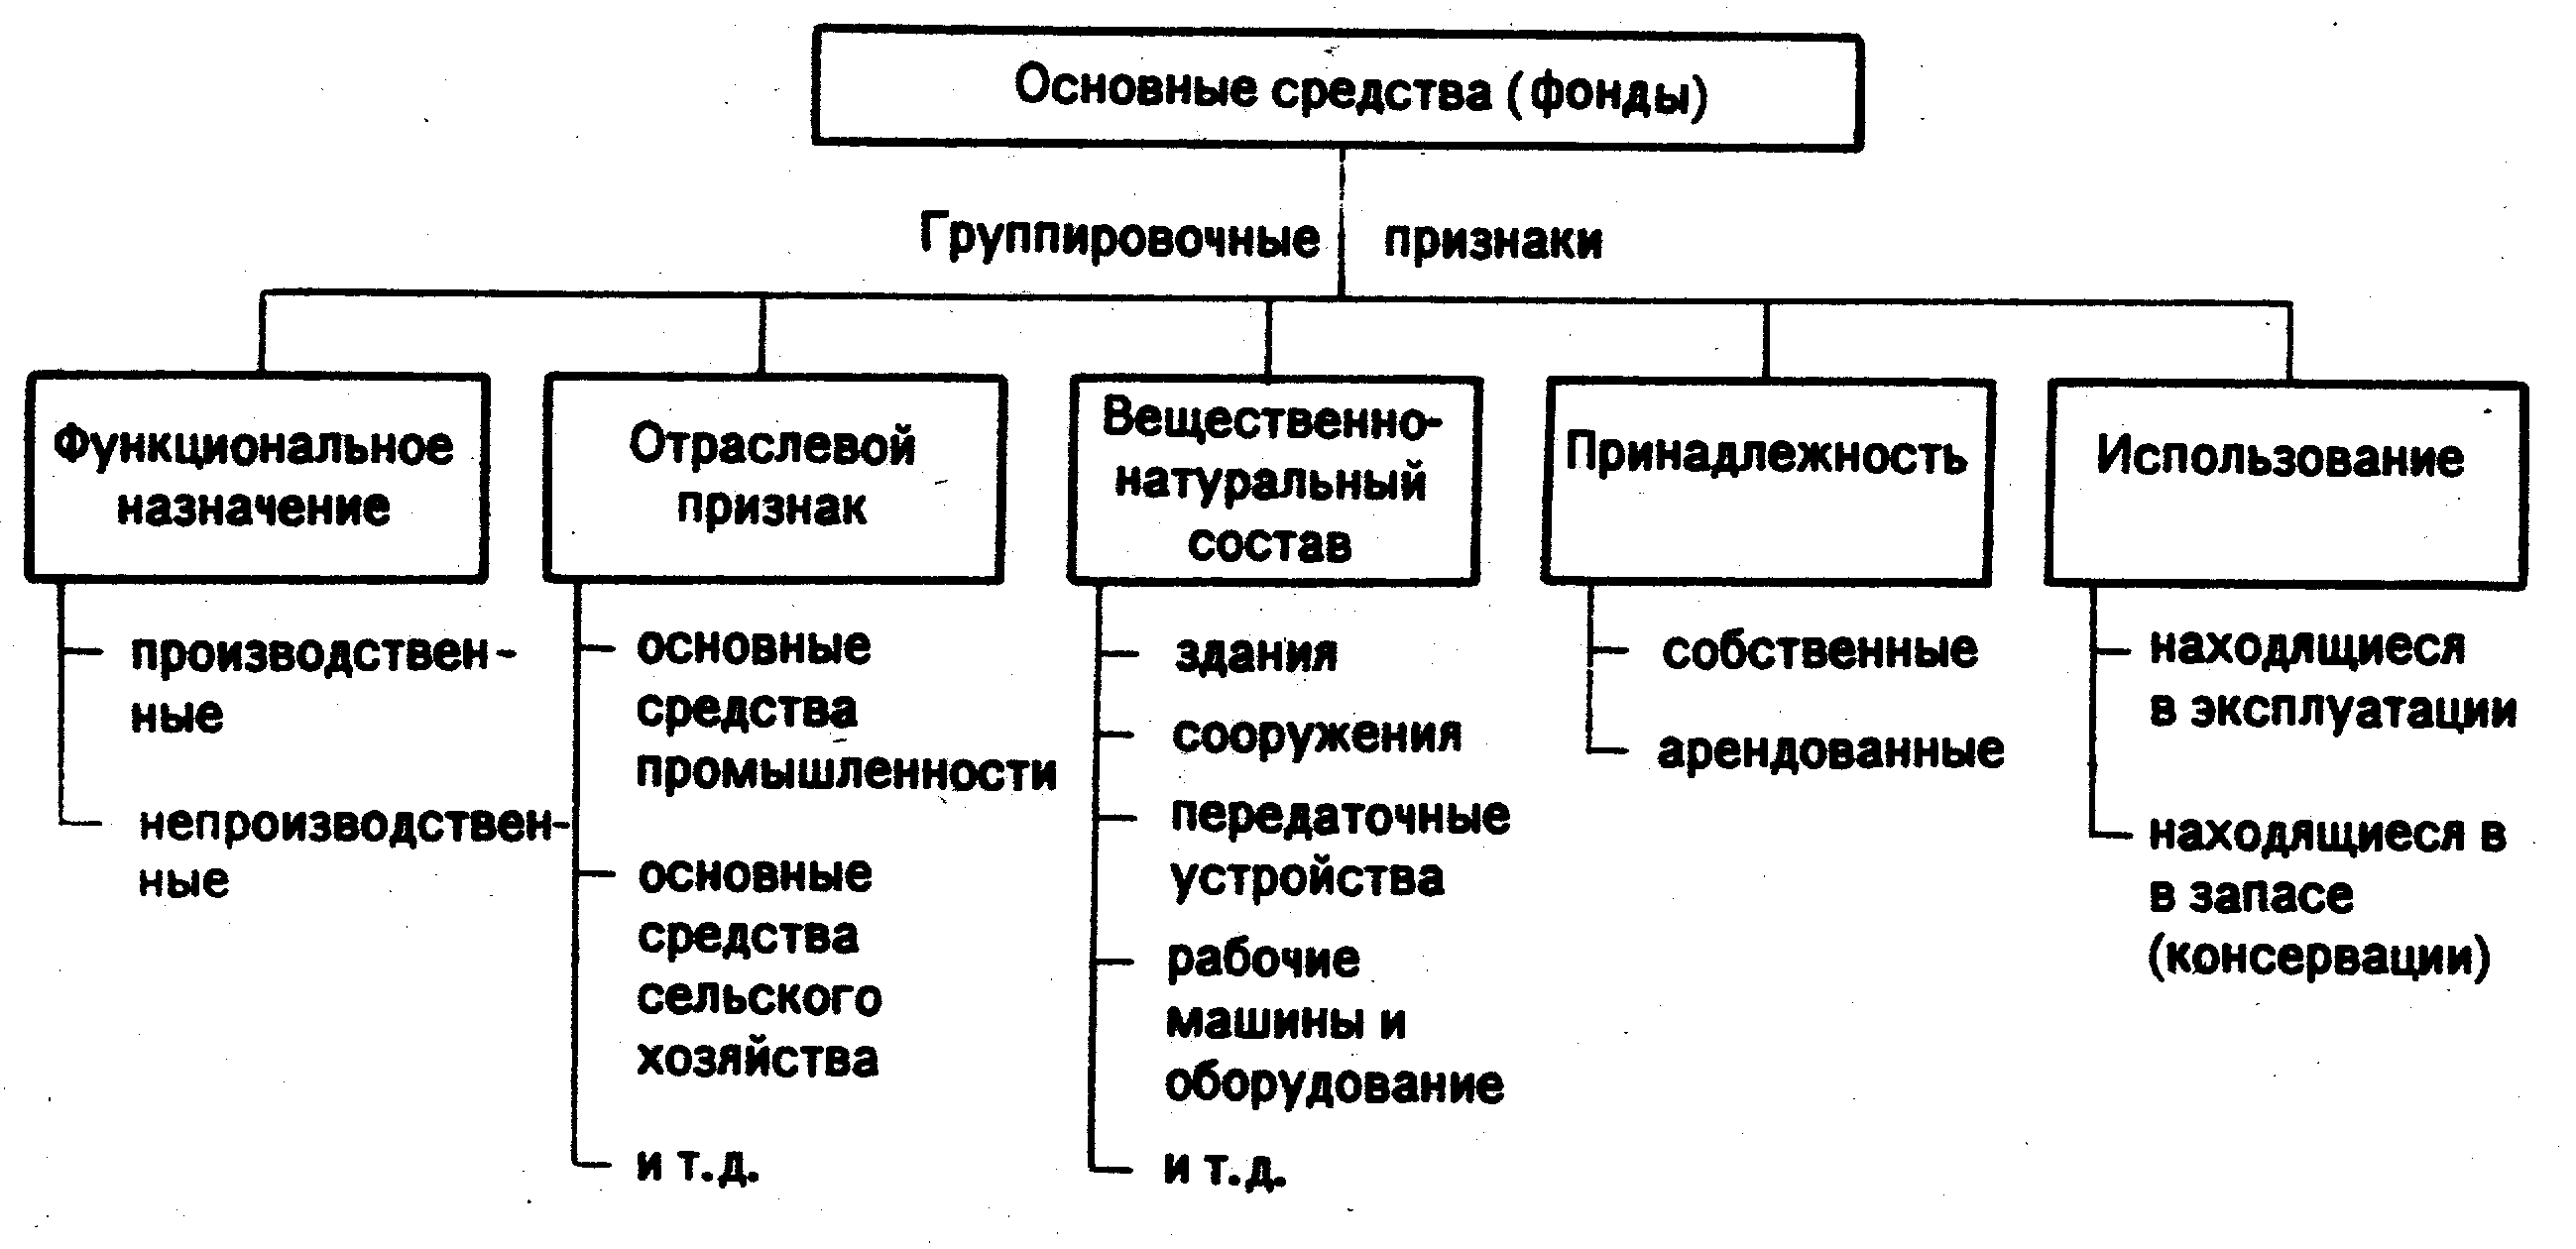 Основные средства (фонды)
Группировочные признаки
Функциональное
назначение
производствен-
ные
непроизводствен-
ные
Отраслевой
признак
основные
средства
промышленности
основные
средства
сельского
хозяйства
и т.д.
Вещественно-
натуральный
состав
здания
сооружения
передаточные
устройства
рабочие
машины и
оборудование
и т.д.
Принадлежность
собственные
арендованные
Использование
находящиеся
в эксплуатации
находящиеся в
в запасе
(консервации)